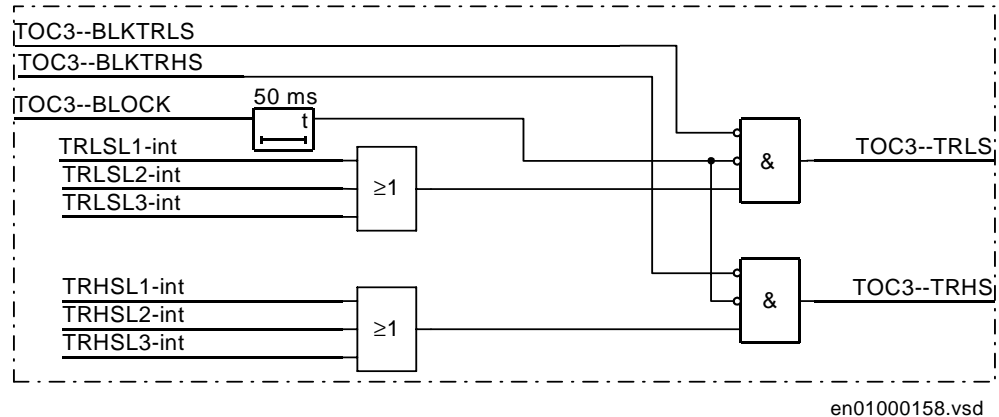 TOC3--BLKTRLS
TOC3--BLKTRHS
TOC3--BLOCK
50 ms
t
TRLSL1-int
TRLSL2-int
TRLSL3-int
≥1
&
TOC3--TRLS
TRHSL1-int
TRHSL2-int
TRHSL3-int
≥1
&
TOC3--TRHS
en01000158.vsd